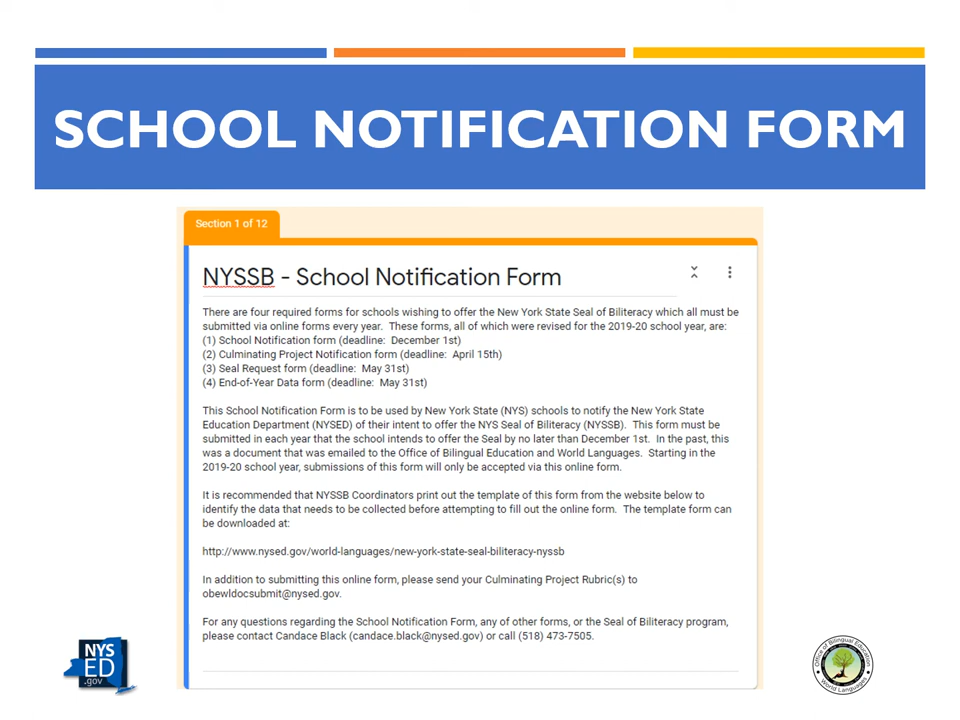 SCHOOL NOTIFICATION FORM
Section 1 of 12
NYSSB - School Notification Form
There are four required forms for schools wishing to offer the New York State Seal of Biliteracy which all must be
submitted via online forms every year.  These forms, all of which were revised for the 2019-20 school year, are:
(1) School Notification form (deadline:  December 1st)
(2) Culminating Project Notification form (deadline:  April 15th)
(3) Seal Request form (deadline:  May 31st)
(4) End-of-Year Data form (deadline:  May 31st)
This School Notification Form is to be used by New York State (NYS) schools to notify the New York State
Education Department (NYSED) of their intent to offer the NYS Seal of Biliteracy (NYSSB).  This form must be
submitted in each year that the school intends to offer the Seal by no later than December 1st.  In the past, this
was a document that was emailed to the Office of Bilingual Education and World Languages.  Starting in the
2019-20 school year, submissions of this form will only be accepted via this online form.
It is recommended that NYSSB Coordinators print out the template of this form from the website below to
identify the data that needs to be collected before attempting to fill out the online form.  The template form can
be downloaded at:
http://www.nysed.gov/world-languages/new-york-state-seal-biliteracy-nyssb
In addition to submitting this online form, please send your Culminating Project Rubric(s) to
obewldocsubmit@nysed.gov.
For any questions regarding the School Notification Form, any of other forms, or the Seal of Biliteracy program,
please contact Candace Black (candace.black@nysed.gov) or call (518) 473-7505.
NYS
ED
.gov
Office of Bilingual Education
World Languages